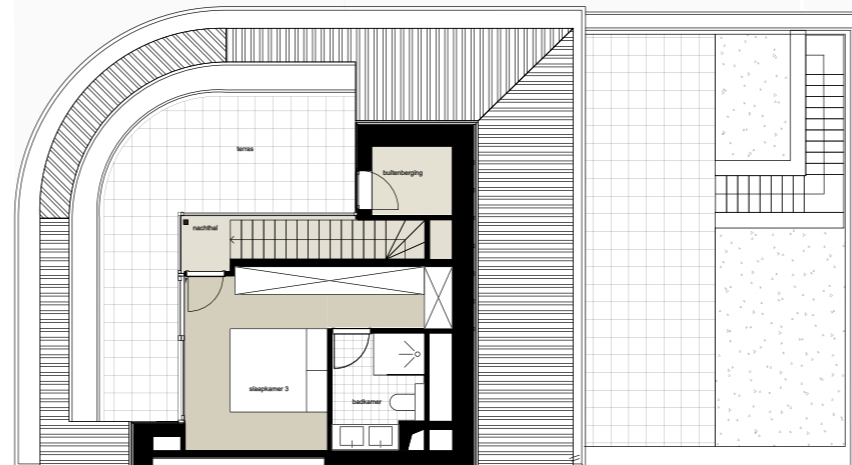 terras
buitenberging
nachthal
slaapkamer 3
badkamer